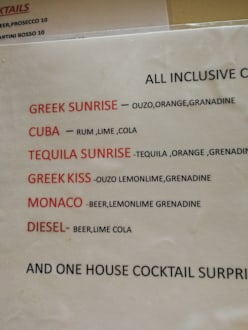 KTAILS
EER,PROSECCO 10
ARTINI ROSSO 10
ALL INCLUSIVE C
GREEK SUNRISE – OUZO,ORANGE,GRANADINE
CUBA – RUM ,LIME ,COLA
TEQUILA SUNRISE -TEQUILA ,ORANGE ,GRENADIN
GREEK KISS -OUZO LEMONLIME,GRENADINE
MONACO -BEER,LEMONLIME GRENADINE
DIESEL- BEER,LIME COLA
AND ONE HOUSE COCKTAIL SURPRI